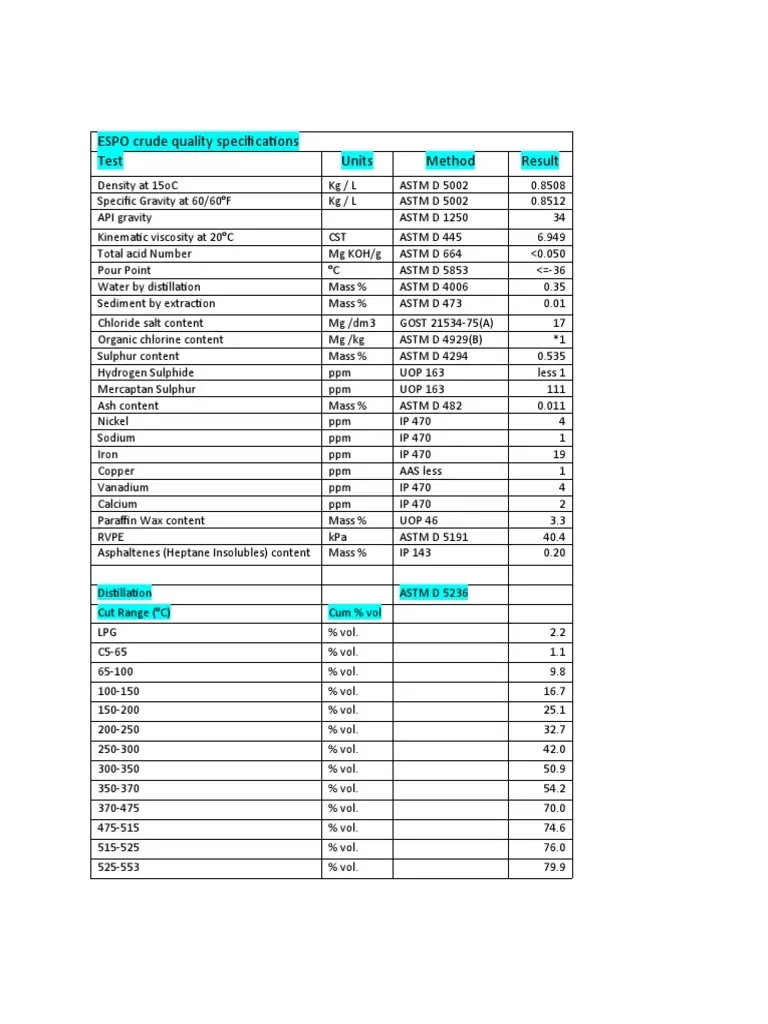 ESPO crude quality specifications
Test Units Method Result
Density at 15oC Kg / L ASTM D 5002 0.8508
Specific Gravity at 60/60°F Kg / L ASTM D 5002 0.8512
API gravity ASTM D 1250 34
Kinematic viscosity at 20°C CST ASTM D 445 6.949
Total acid Number Mg KOH/g ASTM D 664 <0.050
Pour Point °C ASTM D 5853 <=-36
Water by distillation Mass % ASTM D 4006 0.35
Sediment by extraction Mass % ASTM D 473 0.01
Chloride salt content Mg /dm3 GOST 21534-75(A) 17
Organic chlorine content Mg /kg ASTM D 4929(B) *1
Sulphur content Mass % ASTM D 4294 0.535
Hydrogen Sulphide ppm UOP 163 less 1
Mercaptan Sulphur ppm UOP 163 111
Ash content Mass % ASTM D 482 0.011
Nickel ppm IP 470 4
Sodium ppm IP 470 1
Iron ppm IP 470 19
Copper ppm AAS less 1
Vanadium ppm IP 470 4
Calcium ppm IP 470 2
Paraffin Wax content Mass % UOP 46 3.3
RVPE kPa ASTM D 5191 40.4
Asphaltenes (Heptane Insolubles) content Mass % IP 143 0.20
Distillation ASTM D 5236
Cut Range (°C) Cum % vol
LPG % vol. 2.2
C5-65 % vol. 1.1
65-100 % vol. 9.8
100-150 % vol. 16.7
150-200 % vol. 25.1
200-250 % vol. 32.7
250-300 % vol. 42.0
300-350 % vol. 50.9
350-370 % vol. 54.2
370-475 % vol. 70.0
475-515 % vol. 74.6
515-525 % vol. 76.0
525-553 % vol. 79.9